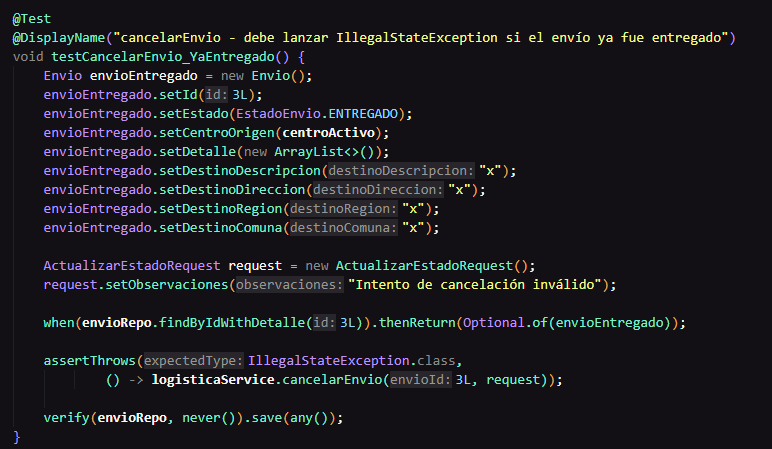 @Test
@DisplayName("cancelarEnvio - debe lanzar IllegalStateException si el envío ya fue entregado")
void testCancelarEnvio_YaEntregado() {
    Envio envioEntregado = new Envio();
    envioEntregado.setId(id: 3L);
    envioEntregado.setEstado(EstadoEnvio.ENTREGADO);
    envioEntregado.setCentroOrigen(centroActivo);
    envioEntregado.setDetalle(new ArrayList<>());
    envioEntregado.setDestinoDescripcion(destinoDescripcion: "x");
    envioEntregado.setDestinoDireccion(destinoDireccion: "x");
    envioEntregado.setDestinoRegion(destinoRegion: "x");
    envioEntregado.setDestinoComuna(destinoComuna: "x");

    ActualizarEstadoRequest request = new ActualizarEstadoRequest();
    request.setObservaciones(observaciones: "Intento de cancelación inválido");

    when(envioRepo.findByIdWithDetalle(id: 3L)).thenReturn(Optional.of(envioEntregado));

    assertThrows(expectedType: IllegalStateException.class,
            () -> logisticaService.cancelarEnvio(envioId: 3L, request));

    verify(envioRepo, never()).save(any());
}